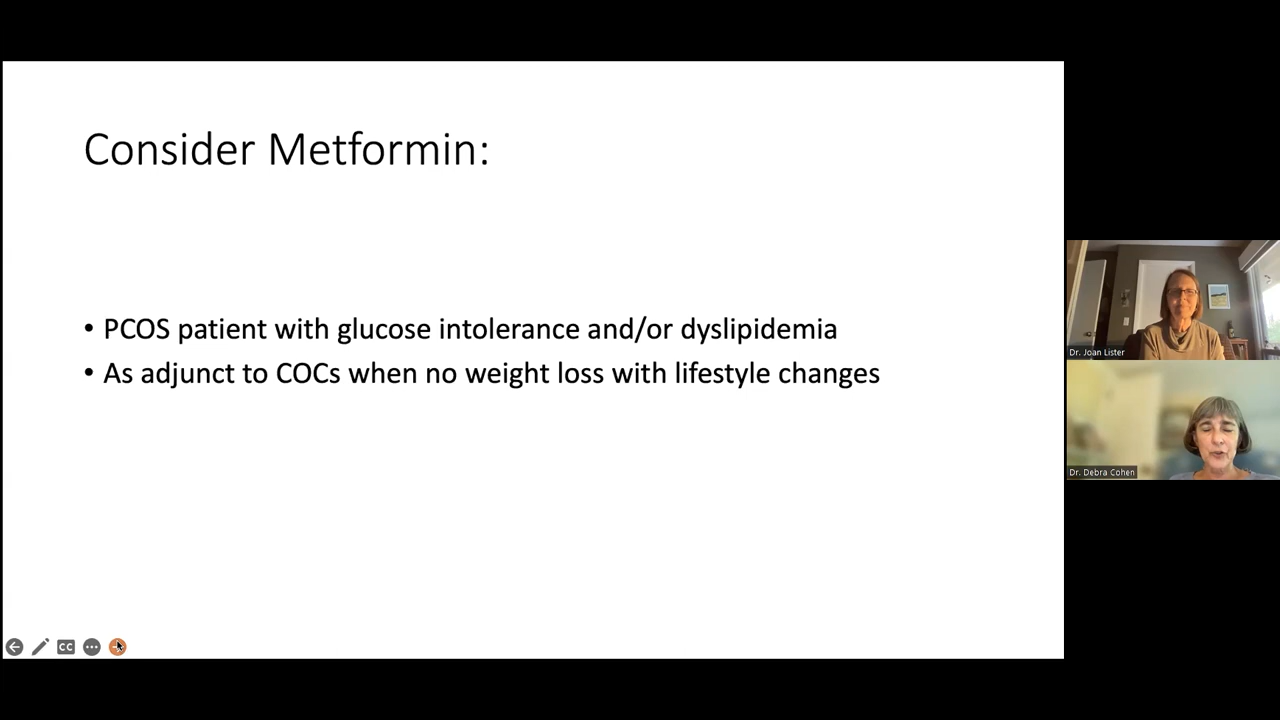 Consider Metformin:
• PCOS patient with glucose intolerance and/or dyslipidemia
• As adjunct to COCs when no weight loss with lifestyle changes
Dr. Joan Lister
Dr. Debra Cohen
CC